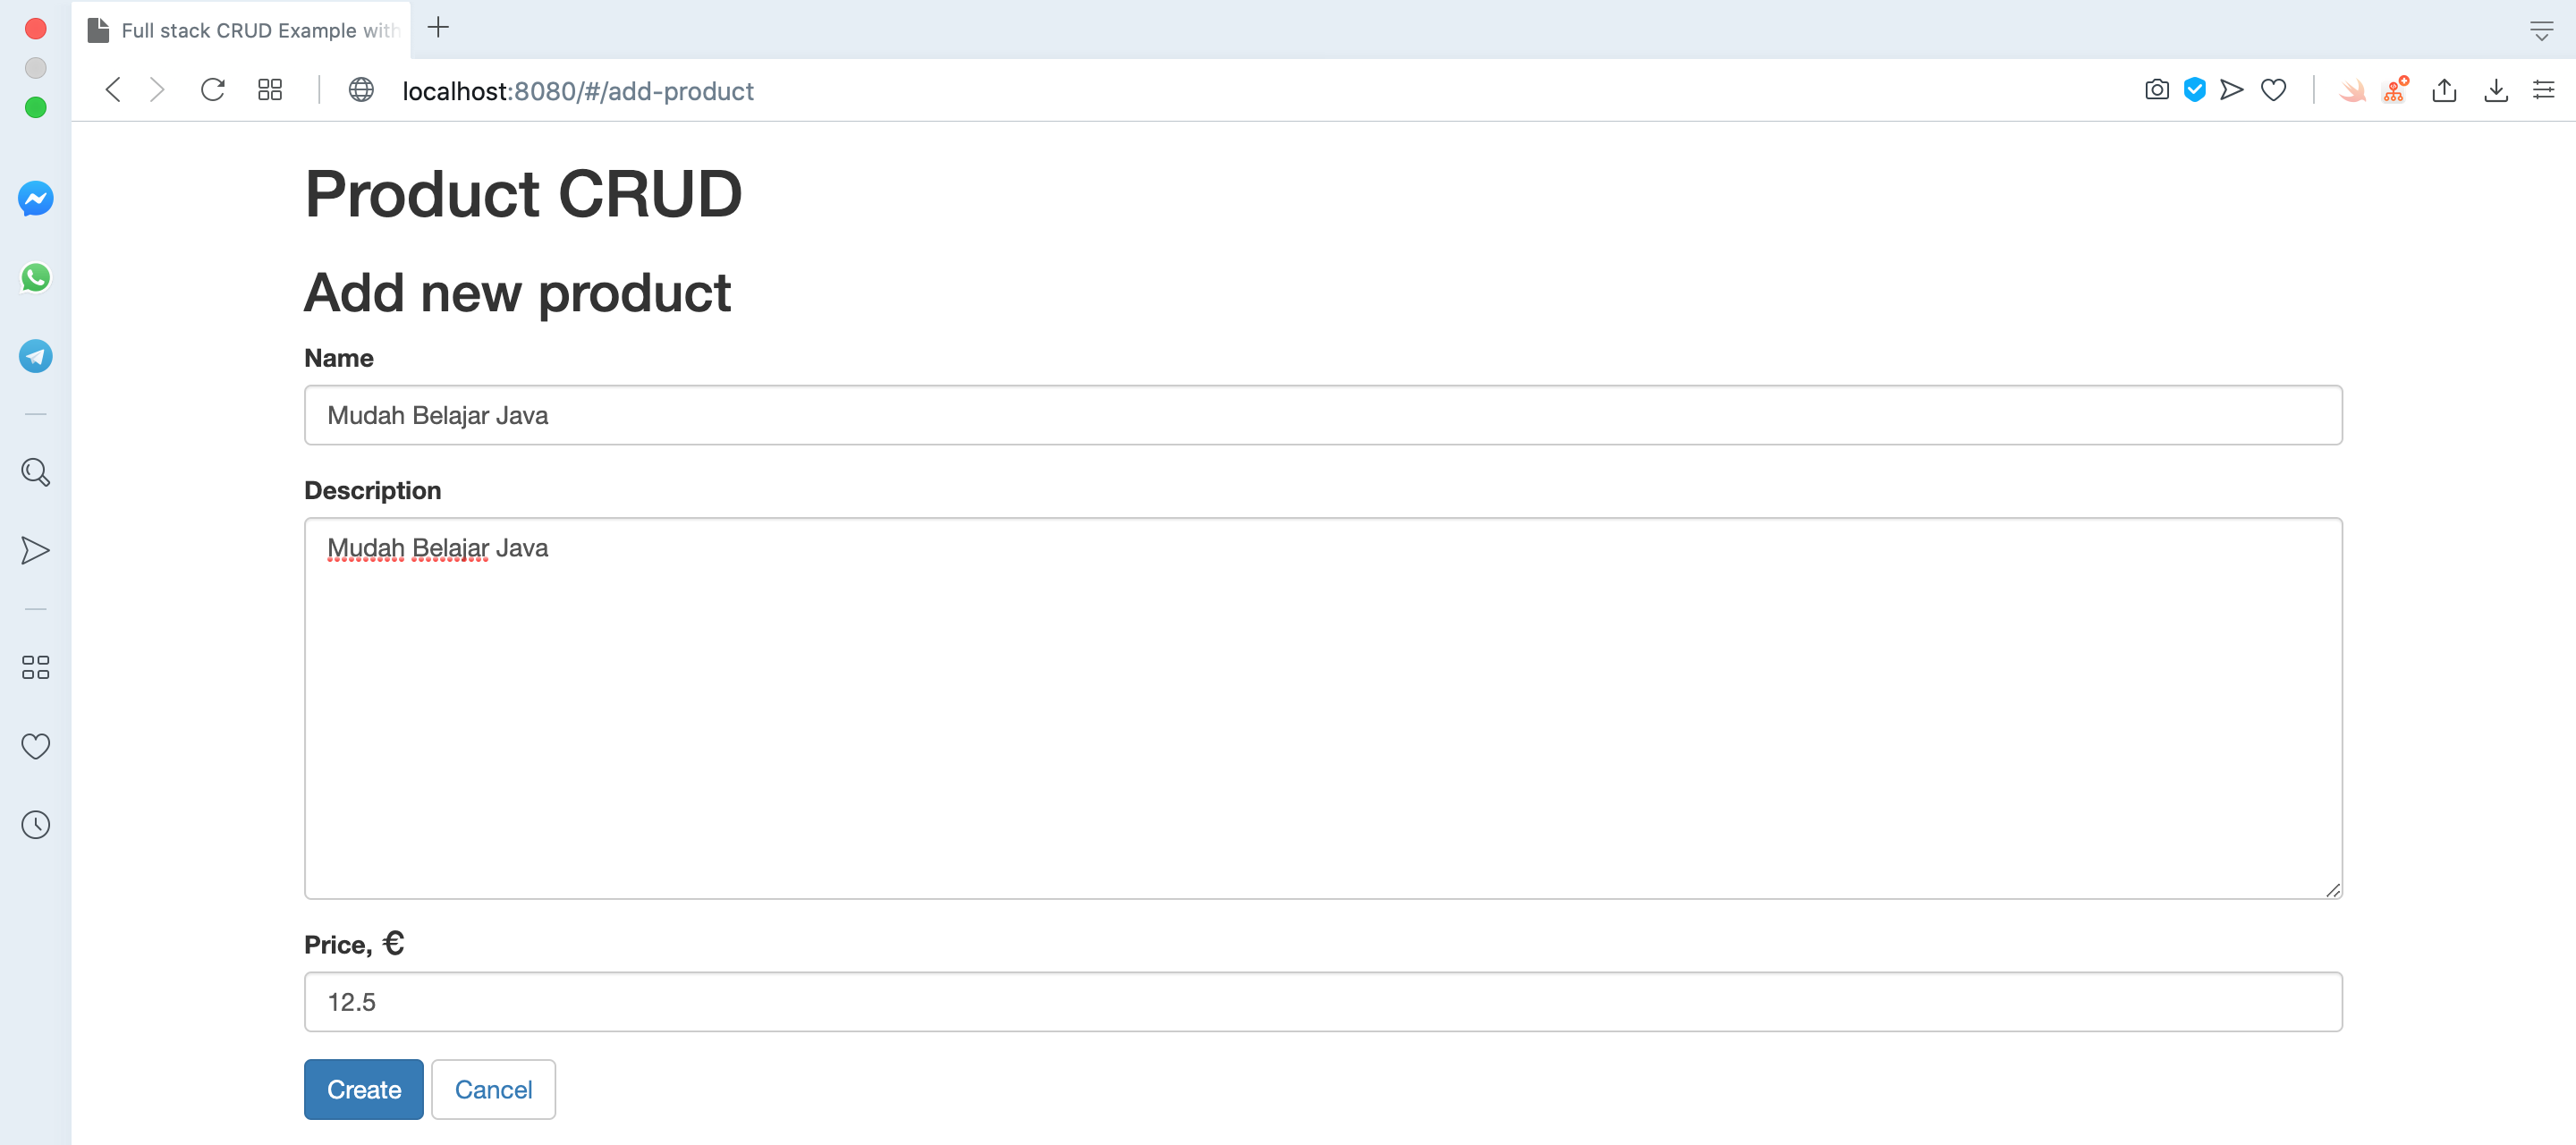 Full stack CRUD Example with
localhost:8080/#/add-product
Product CRUD
Add new product
Name
Mudah Belajar Java
Description
Mudah Belajar Java
Price, €
12.5
Create Cancel